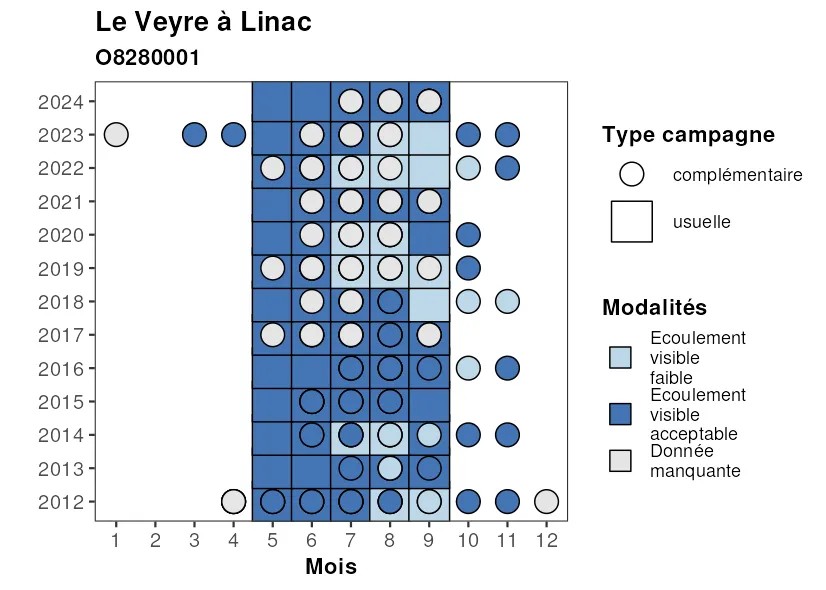 Le Veyre à Linac
O8280001
2024
2023
2022
2021
2020
2019
2018
2017
2016
2015
2014
2013
2012
1 2 3 4 5 6 7 8 9 10 11 12
Mois
Type campagne
complémentaire
usuelle
Modalités
Ecoulement
visible
faible
Ecoulement
visible
acceptable
Donnée
manquante